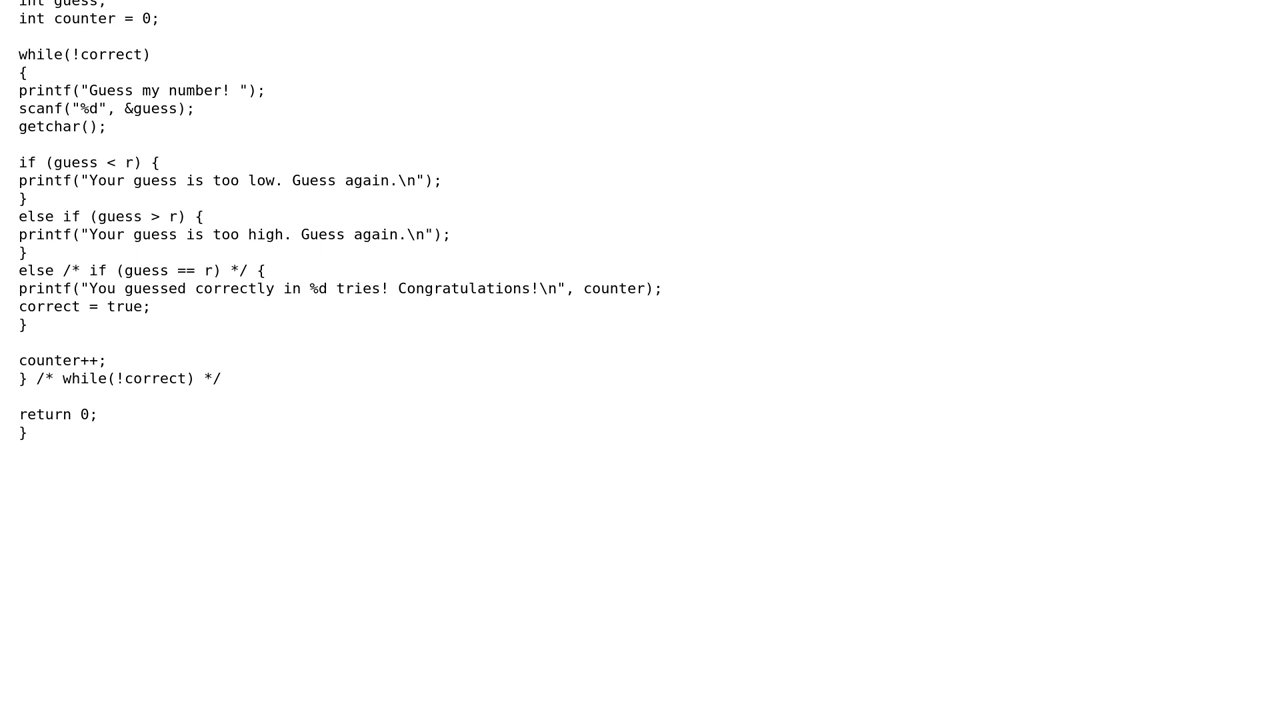 int guess;
int counter = 0;
while(!correct)
{
printf("Guess my number! ");
scanf("%d", &guess);
getchar();
if (guess < r) {
printf("Your guess is too low. Guess again.\n");
}
else if (guess > r) {
printf("Your guess is too high. Guess again.\n");
}
else /* if (guess == r) */ {
printf("You guessed correctly in %d tries! Congratulations!\n", counter);
correct = true;
}
counter++;
} /* while(!correct) */
return 0;
}